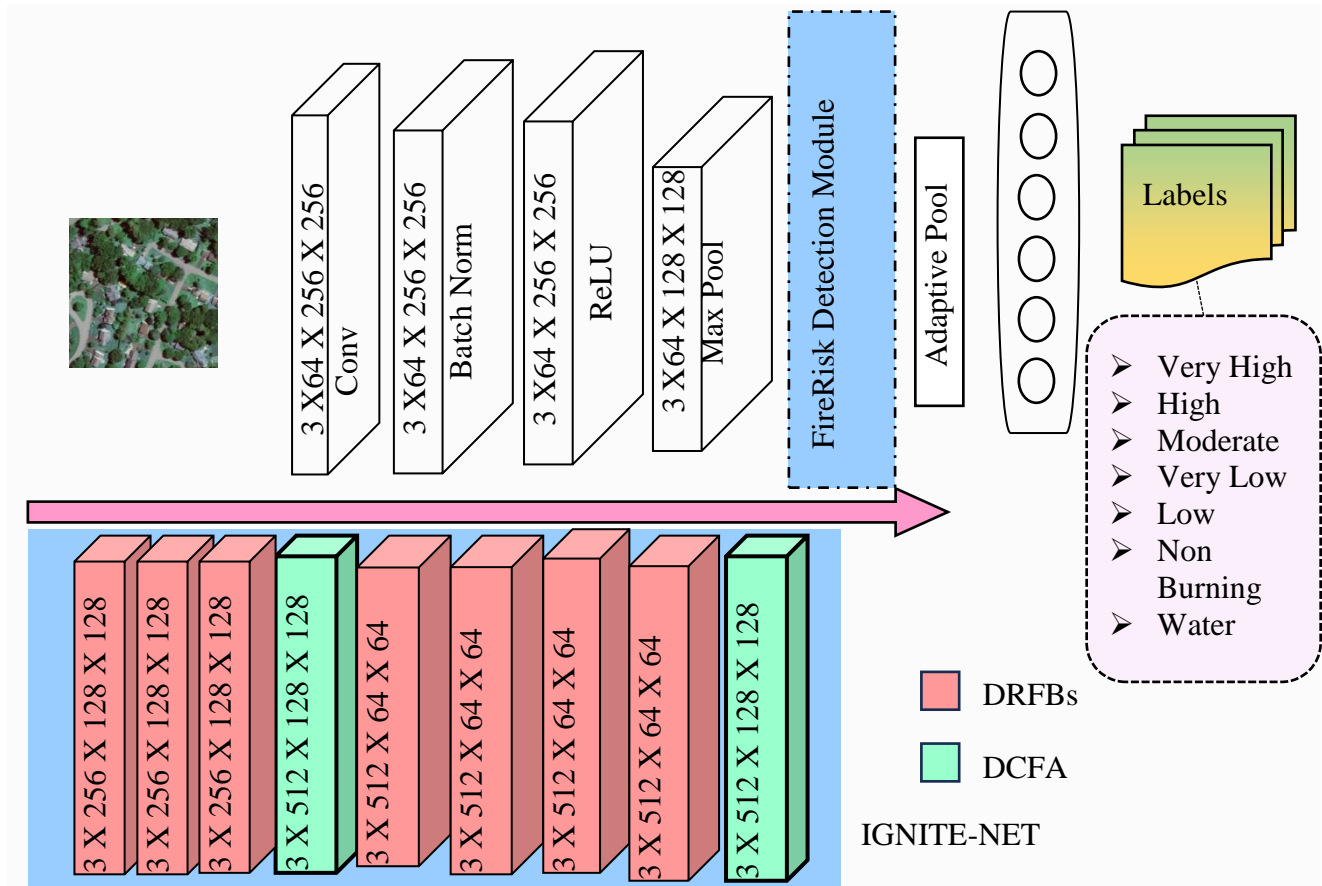 3 X64 X 256 X 256
Conv
3 X64 X 256 X 256
Batch Norm
3 X64 X 256 X 256
ReLU
3 X64 X 128 X 128
Max Pool
FireRisk Detection Module
Adaptive Pool
Labels
Very High
High
Moderate
Very Low
Low
Non
Burning
Water
3 X 256 X 128 X 128
3 X 256 X 128 X 128
3 X 256 X 128 X 128
3 X 512 X 128 X 128
3 X 512 X 64 X 64
3 X 512 X 64 X 64
3 X 512 X 64 X 64
3 X 512 X 64 X 64
3 X 512 X 128 X 128
DRFBs
DCFA
IGNITE-NET